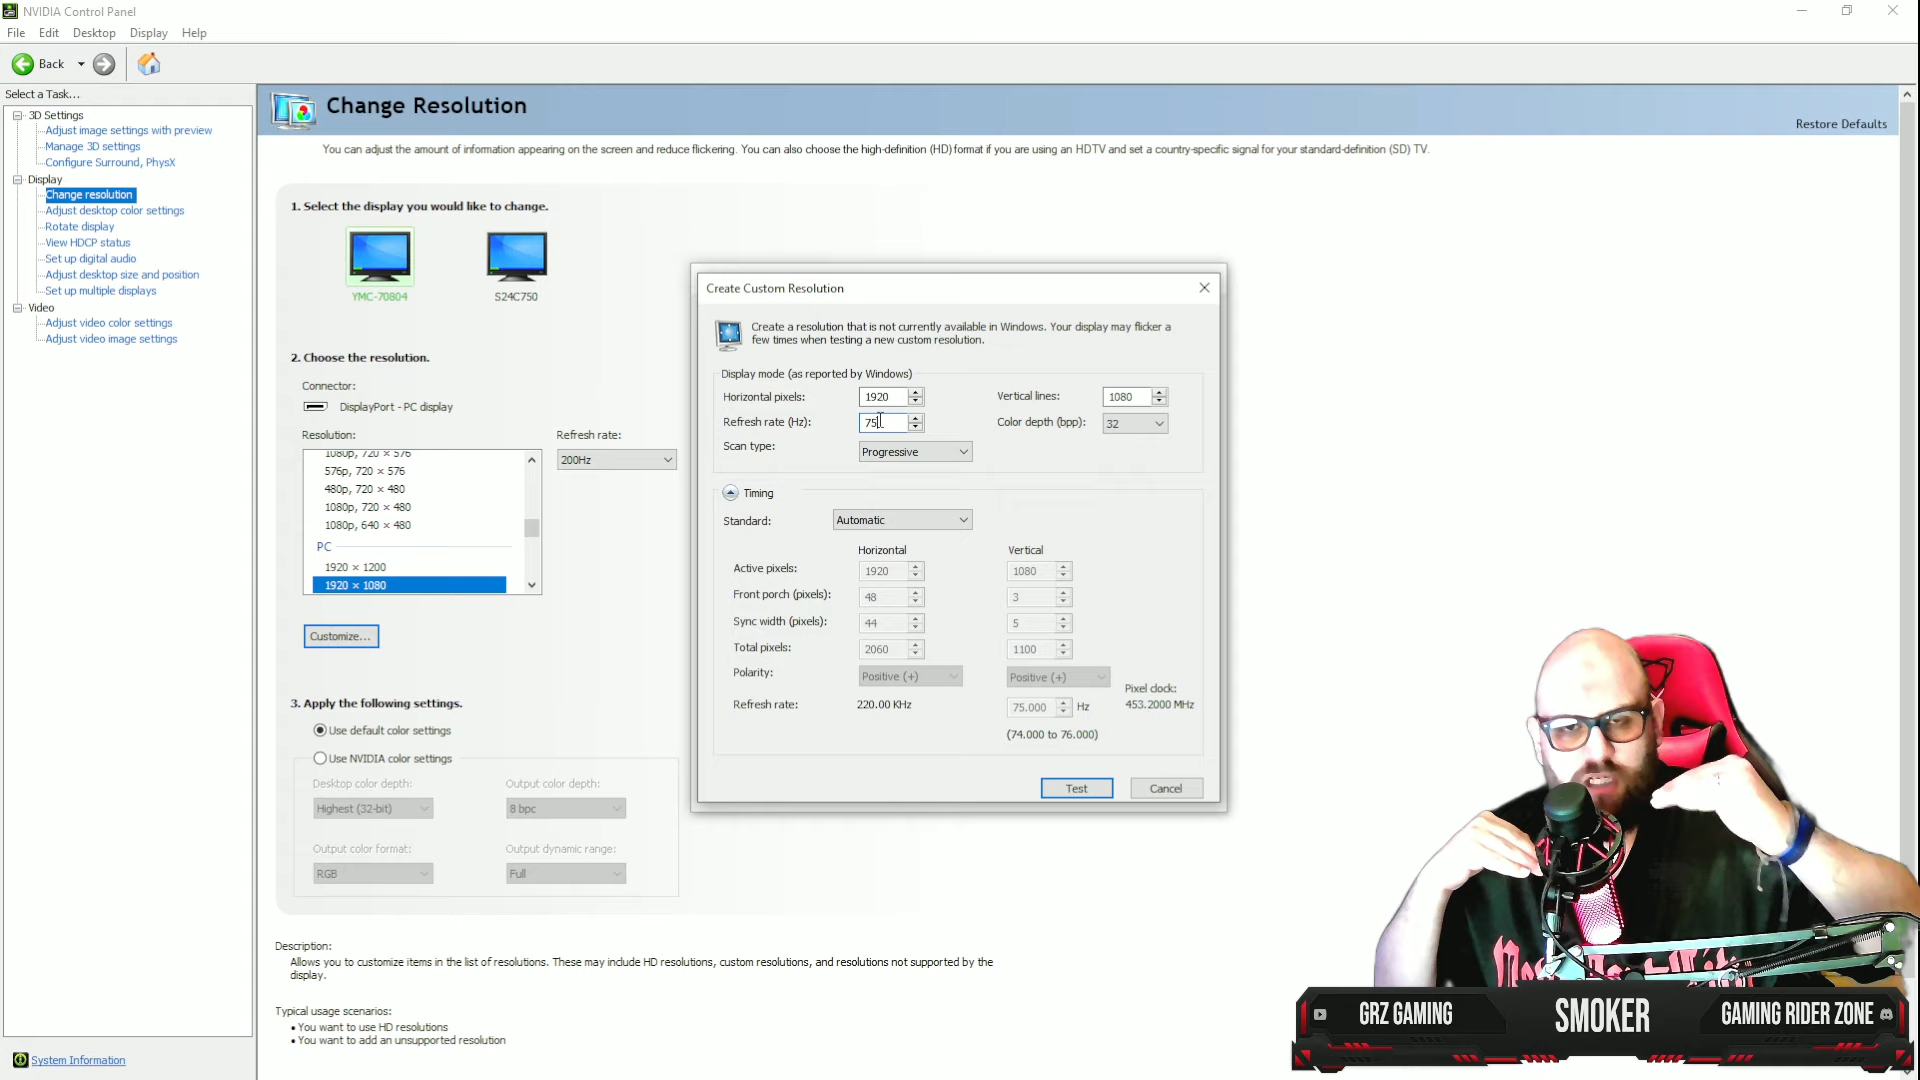 NVIDIA Control Panel
File Edit Desktop Display Help
Back
Select a Task...
3D Settings
Adjust image settings with preview
Manage 3D settings
Configure Surround, PhysX
Display
Change resolution
Adjust desktop color settings
Rotate display
View HDCP status
Set up digital audio
Adjust desktop size and position
Set up multiple displays
Video
Adjust video color settings
Adjust video image settings
System Information
Change Resolution
Restore Defaults
You can adjust the amount of information appearing on the screen and reduce flickering. You can also choose the high-definition (HD) format if you are using an HDTV and set a country-specific signal for your standard-definition (SD) TV.
1. Select the display you would like to change.
YMC-70804 S24C750
2. Choose the resolution.
Connector:
DisplayPort - PC display
Resolution: Refresh rate:
200Hz
1080p, 720 × 576
576p, 720 × 576
480p, 720 × 480
1080p, 720 × 480
1080p, 640 × 480
PC
1920 × 1200
1920 × 1080
Customize...
3. Apply the following settings.
Use default color settings
Use NVIDIA color settings
Desktop color depth: Output color depth:
Highest (32-bit) 8 bpc
Output color format: Output dynamic range:
RGB Full
Description:
Allows you to customize items in the list of resolutions. These may include HD resolutions, custom resolutions, and resolutions not supported by the
display.
Typical usage scenarios:
• You want to use HD resolutions
• You want to add an unsupported resolution
Create Custom Resolution
Create a resolution that is not currently available in Windows. Your display may flicker a
few times when testing a new custom resolution.
Display mode (as reported by Windows)
Horizontal pixels: 1920 Vertical lines: 1080
Refresh rate (Hz): 75 Color depth (bpp): 32
Scan type: Progressive
Timing
Standard: Automatic
Horizontal Vertical
Active pixels: 1920 1080
Front porch (pixels): 48 3
Sync width (pixels): 44 5
Total pixels: 2060 1100
Polarity: Positive (+) Positive (+)
Pixel clock:
Refresh rate: 220.00 KHz 75.000 Hz 453.2000 MHz
(74.000 to 76.000)
Test Cancel
GRZ GAMING SMOKER GAMING RIDER ZONE